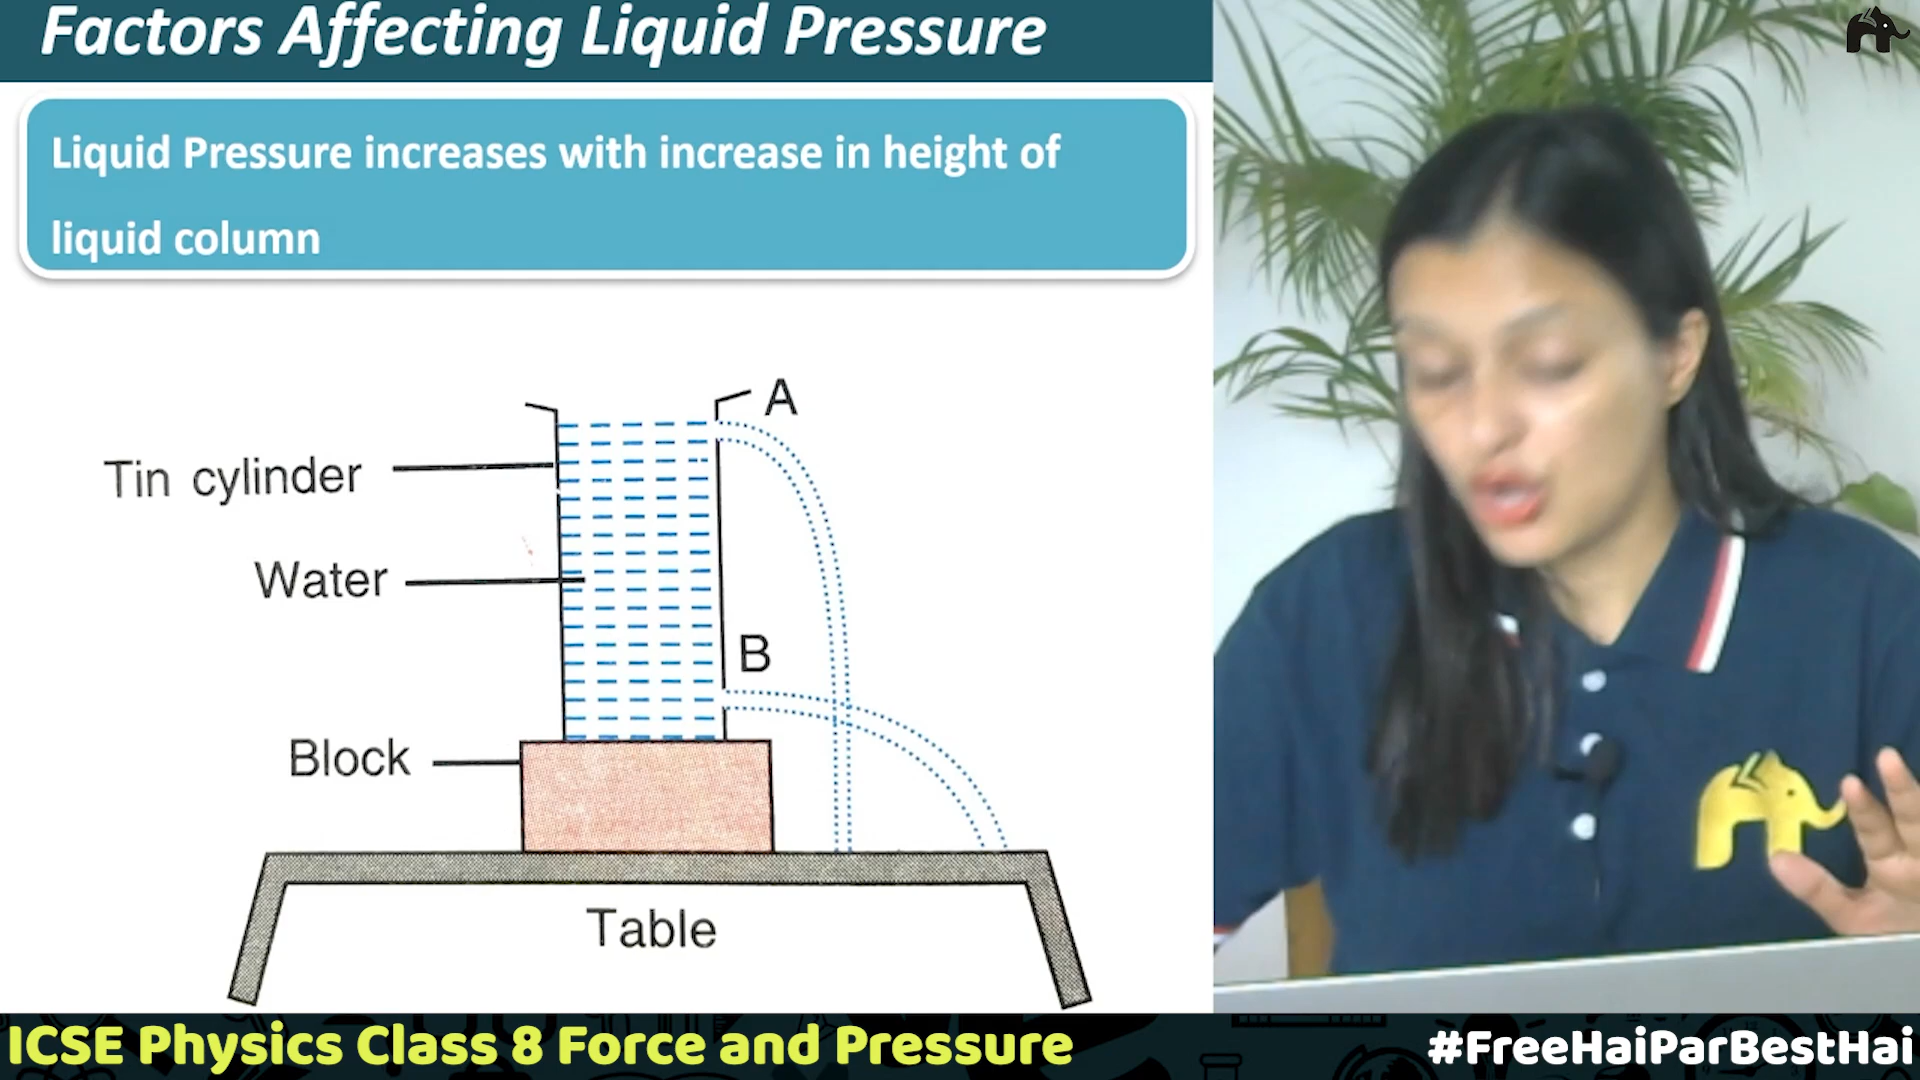 Factors Affecting Liquid Pressure
Liquid Pressure increases with increase in height of
liquid column
A
Tin cylinder
Water
B
Block
Table
ICSE Physics Class 8 Force and Pressure
#FreeHaiParBestHai